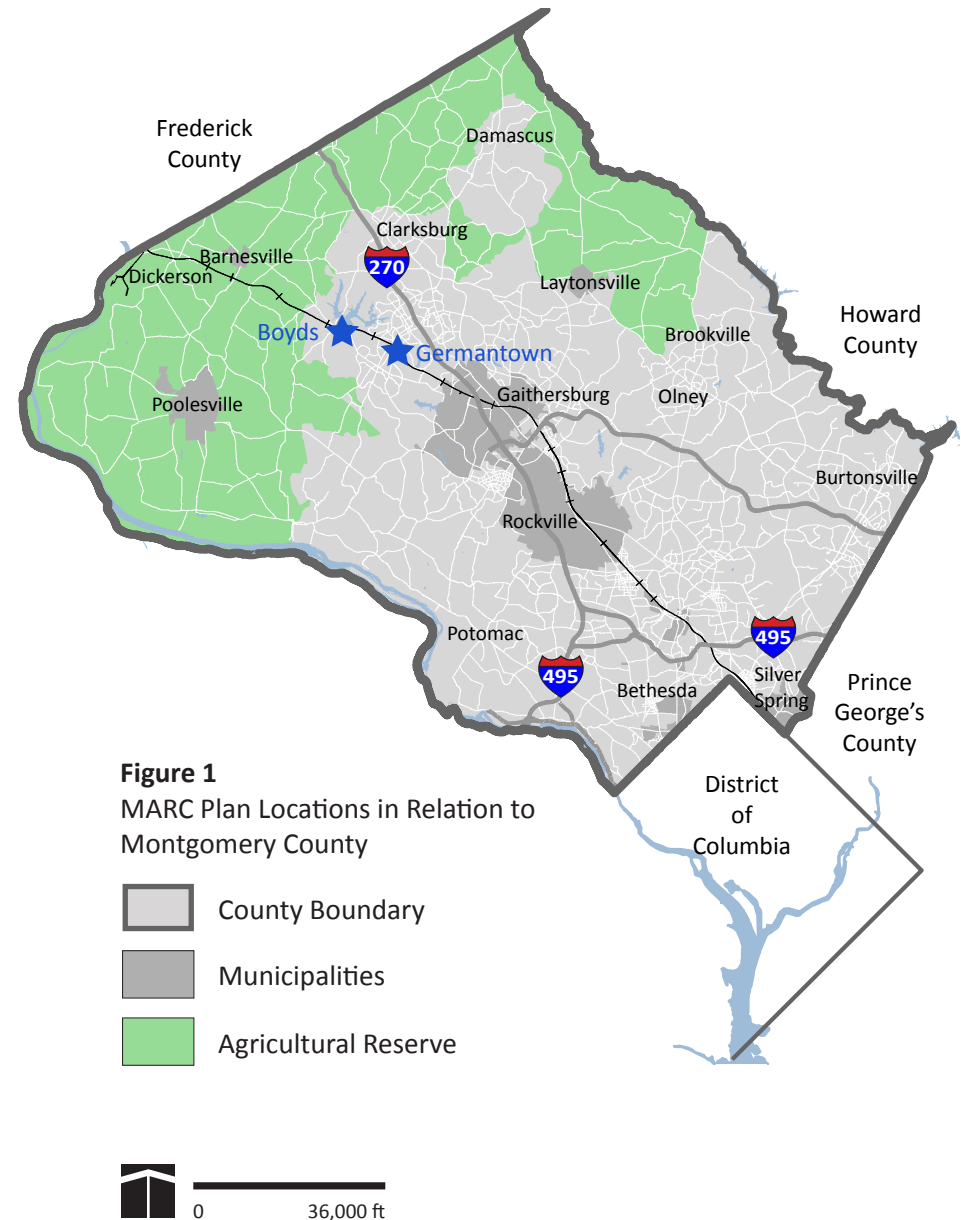 Frederick
County
Damascus
Clarksburg
270
Barnesville
Dickerson
Laytonsville
Boyds
Germantown
Brookville
Howard
County
Gaithersburg
Olney
Poolesville
Burtonsville
Rockville
Potomac
495
495
Silver
Spring
Bethesda
Prince
George’s
County
District
of
Columbia
Figure 1
MARC Plan Locations in Relation to
Montgomery County
County Boundary
Municipalities
Agricultural Reserve
0 36,000 ft